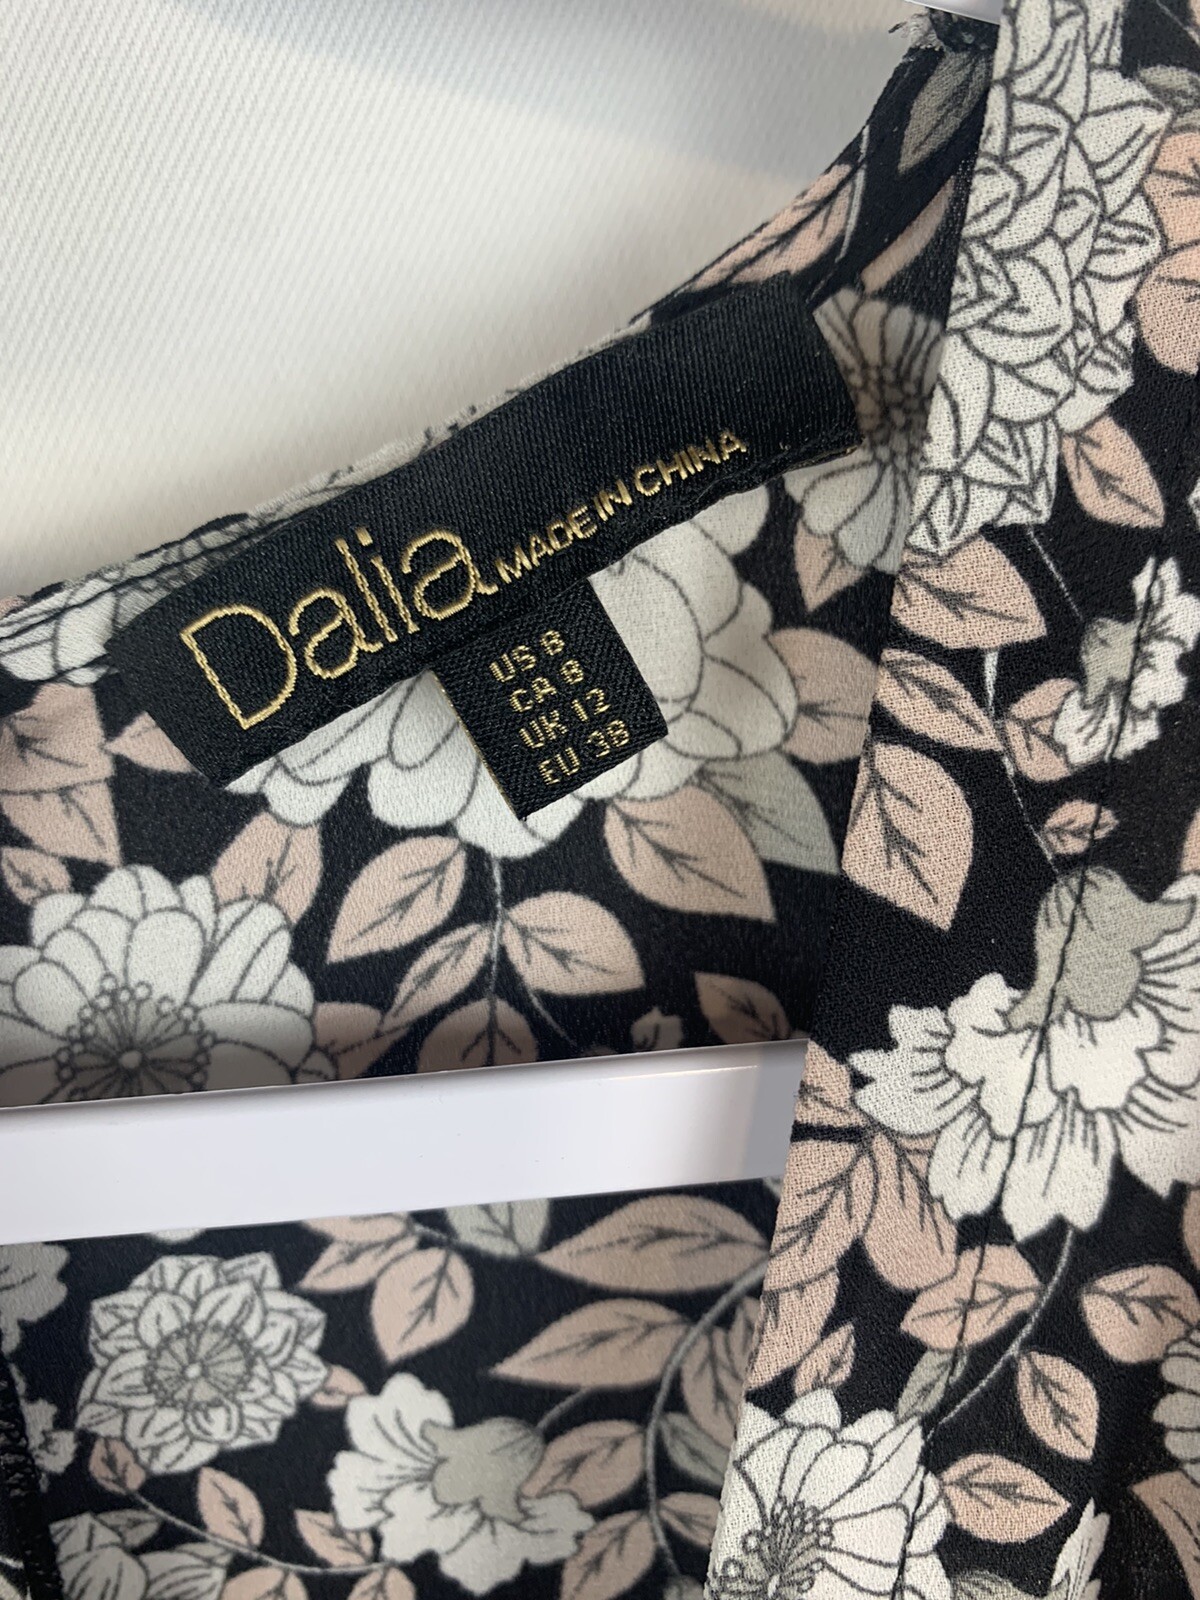 Dalia
MADE IN CHINA
US 8
CA 8
UK 12
EU 38